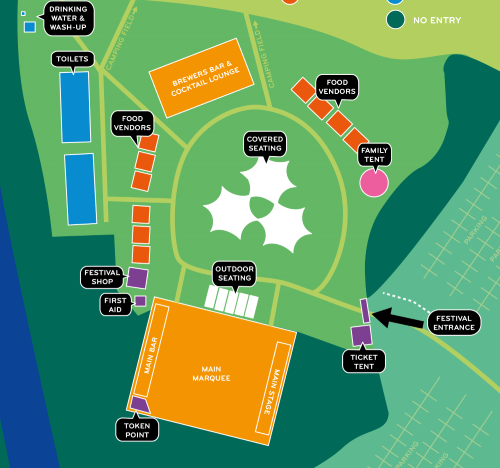 DRINKING
WATER &
WASH-UP
CAMPING FIELD
CAMPING FIELD
NO ENTRY
TOILETS
BREWERS BAR &
COCKTAIL LOUNGE
FOOD
VENDORS
FOOD
VENDORS
COVERED
SEATING
FAMILY
TENT
PARKING
PARKING
FESTIVAL
SHOP
OUTDOOR
SEATING
FIRST
AID
FESTIVAL
ENTRANCE
MAIN BAR
MAIN
MARQUEE
MAIN STAGE
TICKET
TENT
TOKEN
POINT
PARKING
PARKING